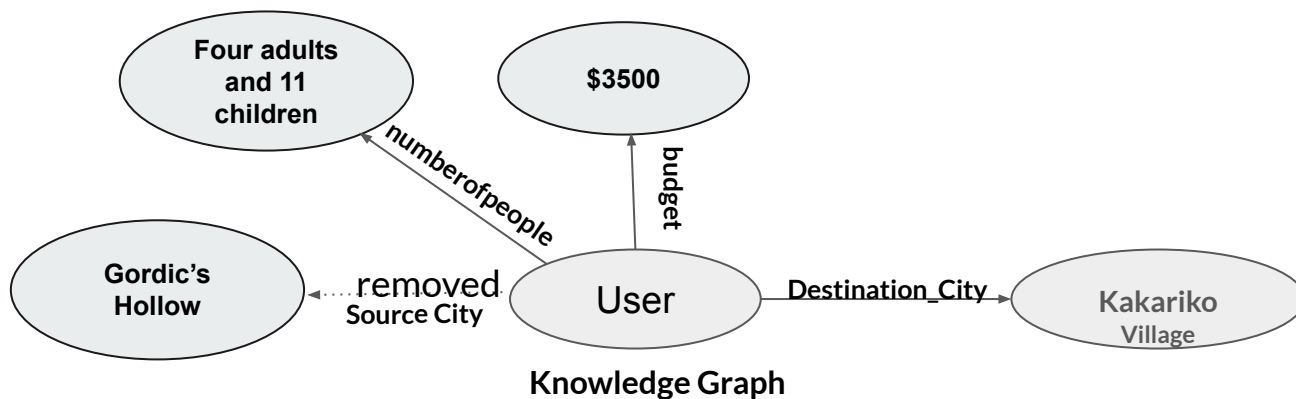 Four adults
and 11
children
$3500
numberofpeople
budget
Gordic's
Hollow
removed
Source City
User
Destination_City
Kakariko
Village
Knowledge Graph